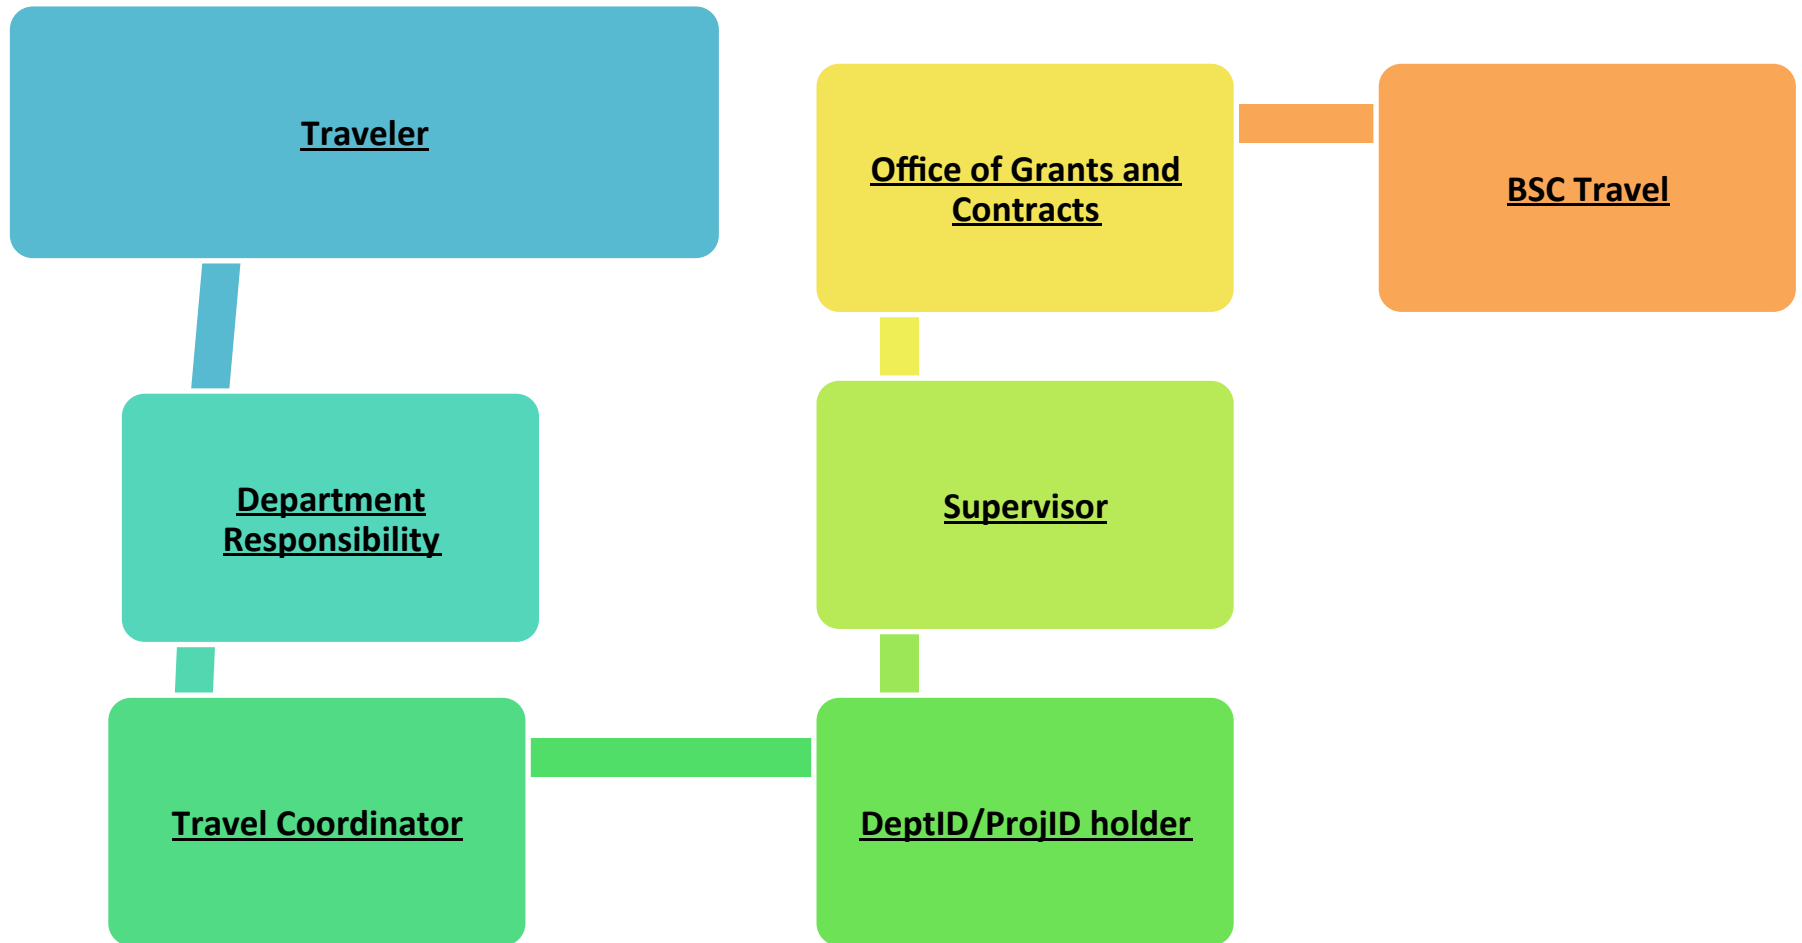 Traveler
Department
Responsibility
Travel Coordinator
DeptID/ProjID holder
Supervisor
Office of Grants and
Contracts
BSC Travel